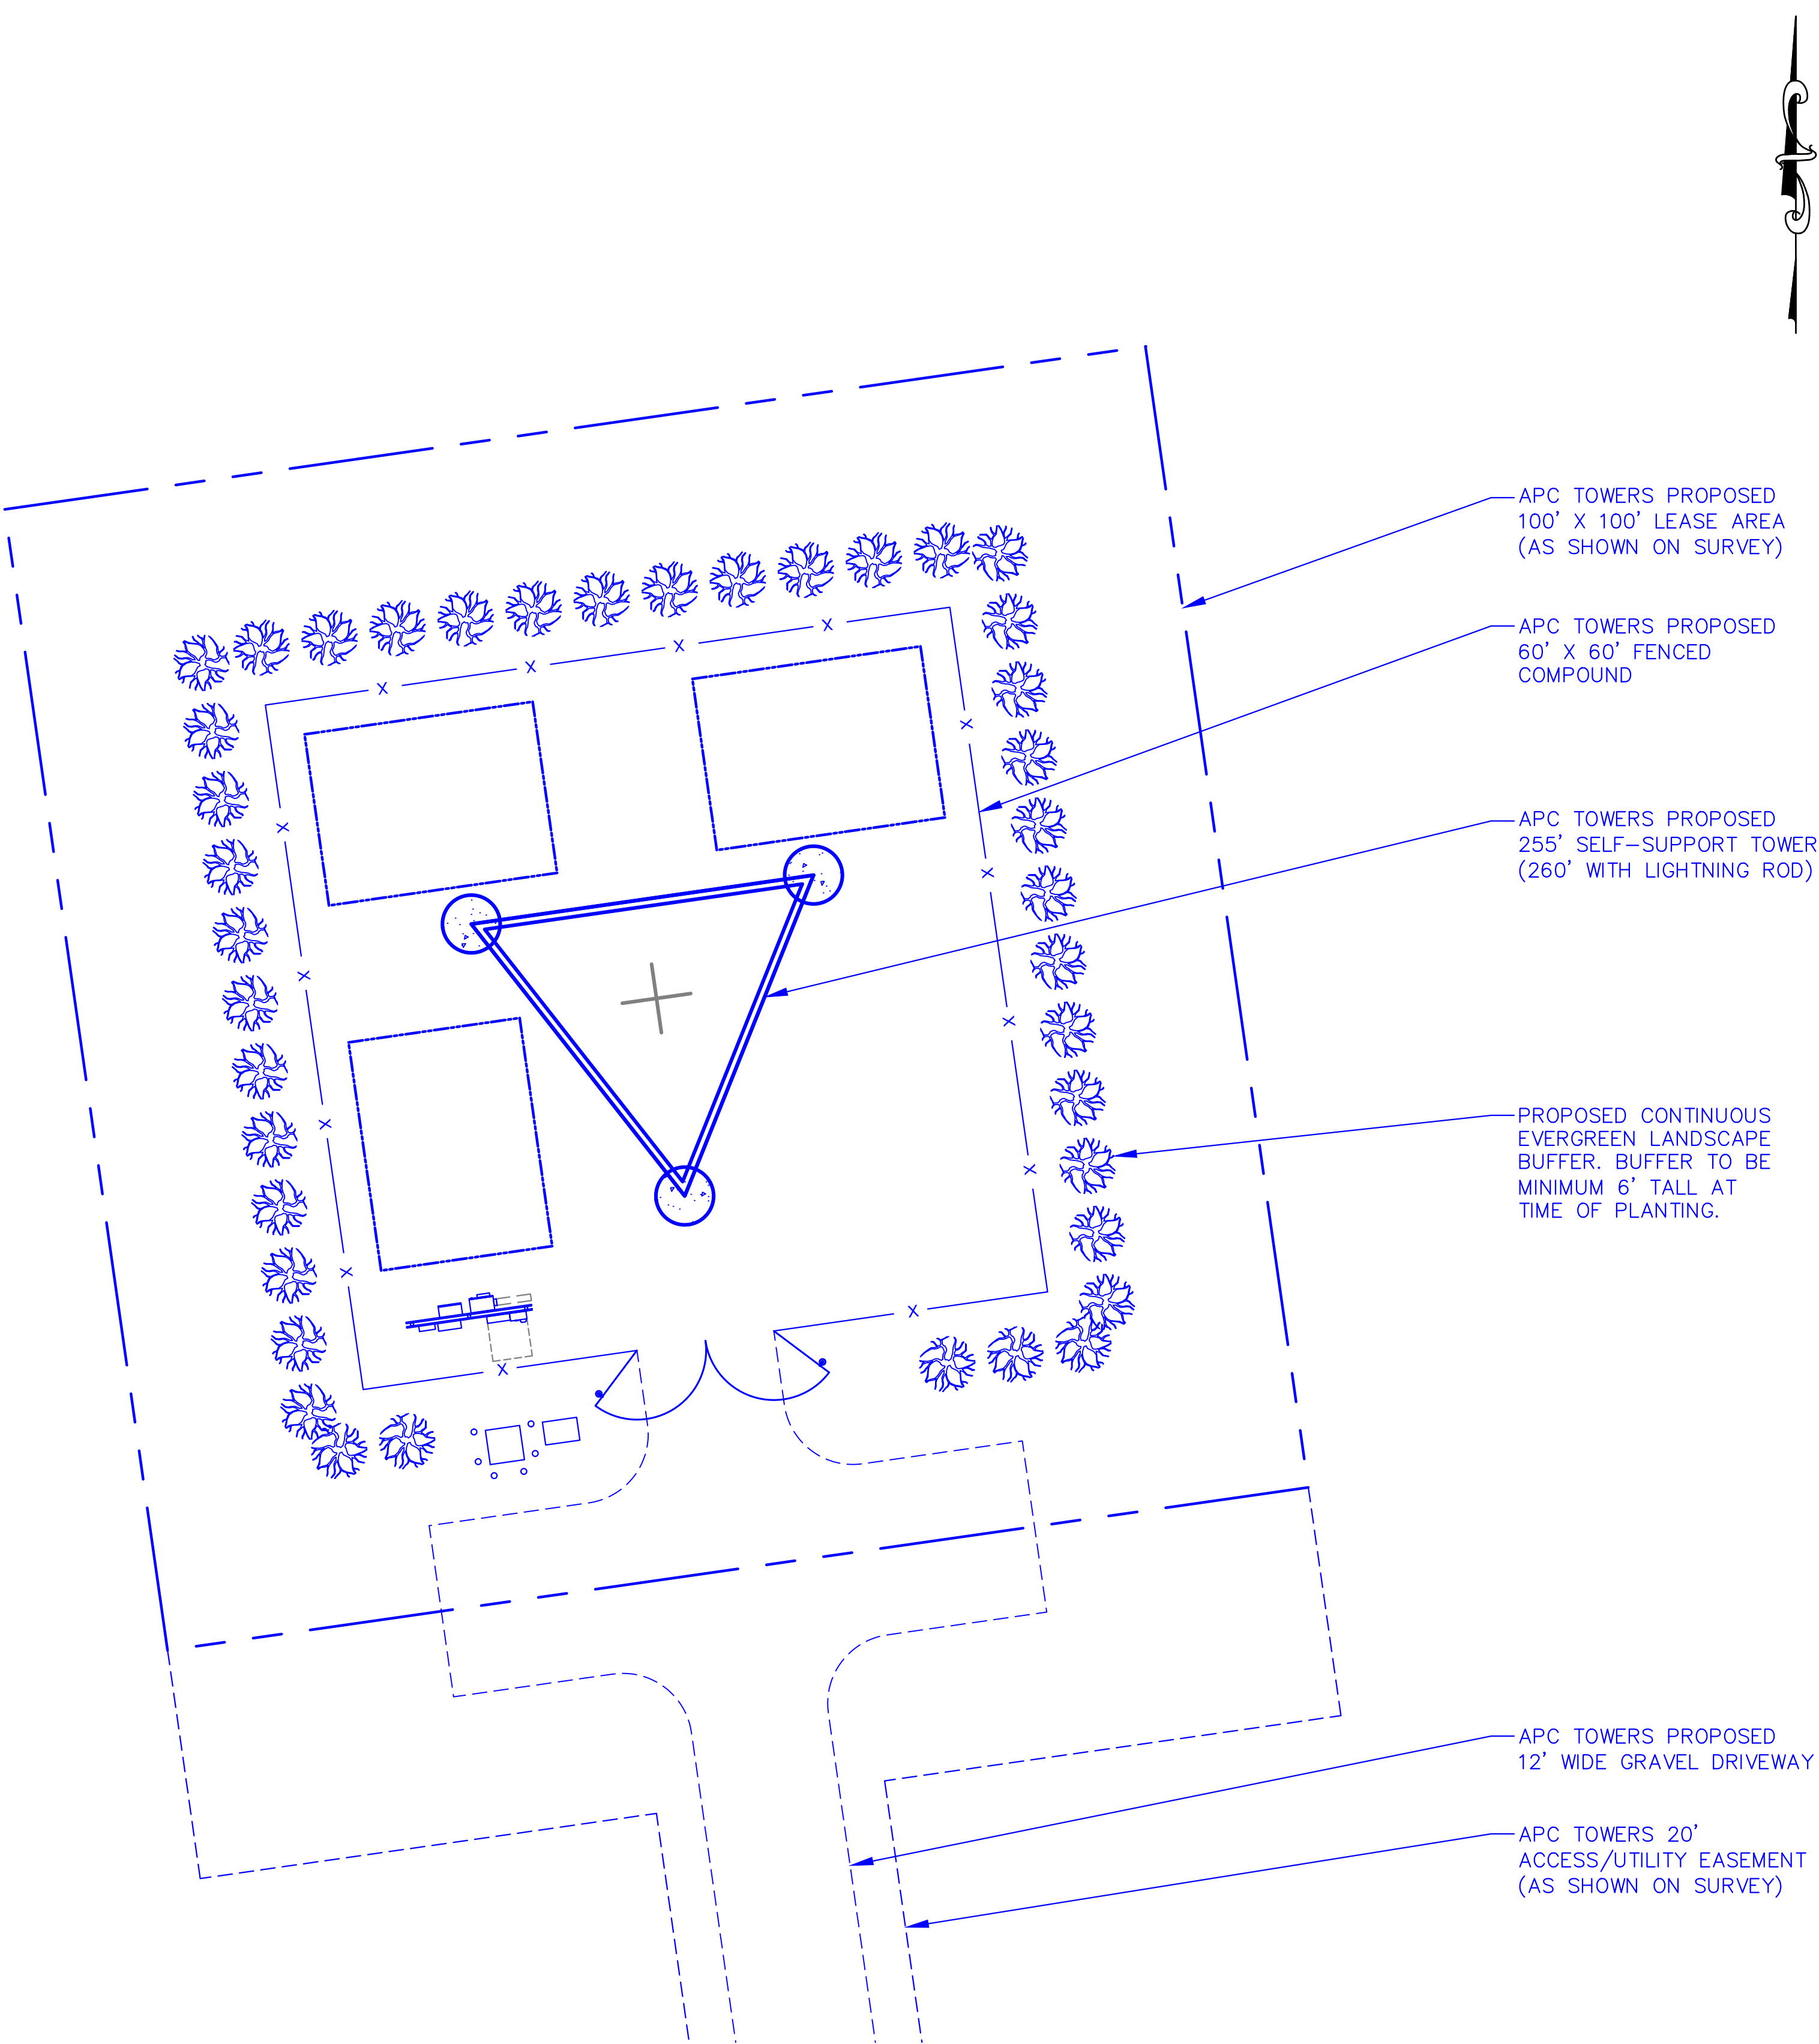 APC TOWERS PROPOSED
100' X 100' LEASE AREA
(AS SHOWN ON SURVEY)
APC TOWERS PROPOSED
60' X 60' FENCED
COMPOUND
APC TOWERS PROPOSED
255' SELF-SUPPORT TOWER
(260' WITH LIGHTNING ROD)
PROPOSED CONTINUOUS
EVERGREEN LANDSCAPE
BUFFER. BUFFER TO BE
MINIMUM 6' TALL AT
TIME OF PLANTING.
APC TOWERS PROPOSED
12' WIDE GRAVEL DRIVEWAY
APC TOWERS 20'
ACCESS/UTILITY EASEMENT
(AS SHOWN ON SURVEY)